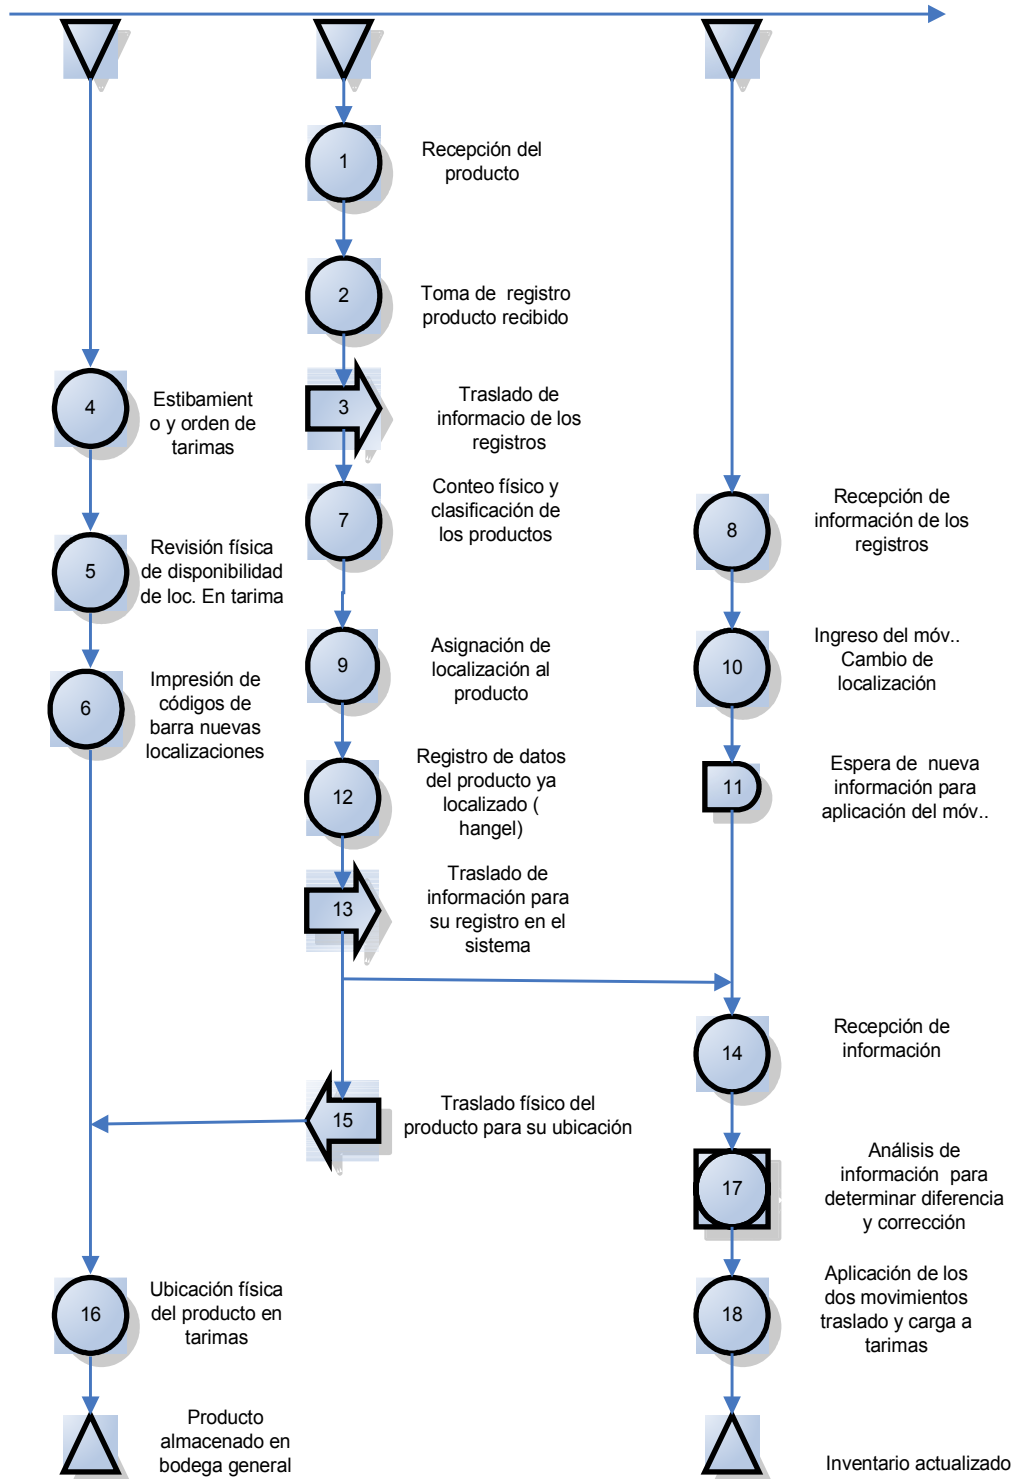 1
Recepción del
producto
2
Toma de registro
producto recibido
3
Traslado de
informacio de los
registros
4
Estibamient
o y orden de
tarimas
7
Conteo físico y
clasificación de
los productos
8
Recepción de
información de los
registros
5
Revisión física
de disponibilidad
de loc. En tarima
9
Asignación de
localización al
producto
10
Ingreso del móv..
Cambio de
localización
6
Impresión de
códigos de
barra nuevas
localizaciones
12
Registro de datos
del producto ya
localizado (
hangel)
11
Espera de nueva
información para
aplicación del móv..
13
Traslado de
información para
su registro en el
sistema
14
Recepción de
información
15
Traslado físico del
producto para su ubicación
17
Análisis de
información para
determinar diferencia
y corrección
16
Ubicación física
del producto en
tarimas
18
Aplicación de los
dos movimientos
traslado y carga a
tarimas
Producto
almacenado en
bodega general
Inventario actualizado